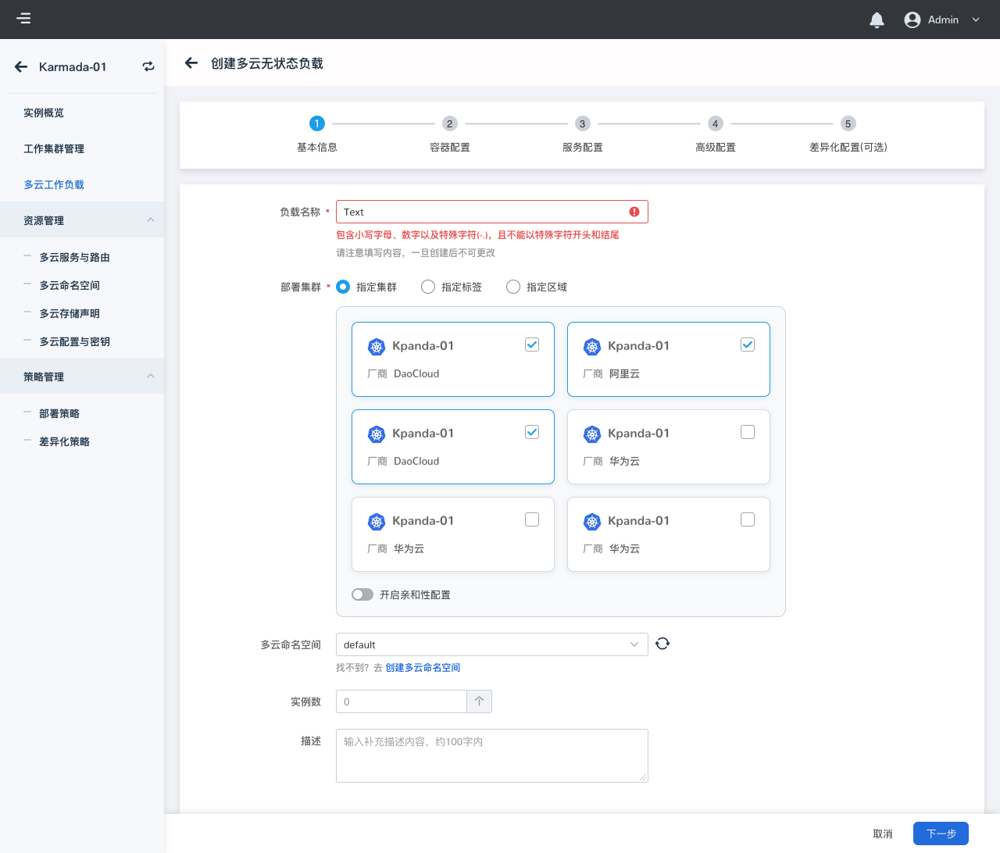 Admin
Karmada-01
创建多云无状态负载
实例概览
工作集群管理
多云工作负载
资源管理
多云服务与路由
多云命名空间
多云存储声明
多云配置与密钥
策略管理
部署策略
差异化策略
1 2 3 4 5
基本信息 容器配置 服务配置 高级配置 差异化配置(可选)
负载名称 * Text
包含小写字母、数字以及特殊字符(-.)，且不能以特殊字符开头和结尾
请注意填写内容，一旦创建后不可更改
部署集群 * 指定集群 指定标签 指定区域
Kpanda-01 Kpanda-01
厂商 DaoCloud 厂商 阿里云
Kpanda-01 Kpanda-01
厂商 DaoCloud 厂商 华为云
Kpanda-01 Kpanda-01
厂商 华为云 厂商 华为云
开启亲和性配置
多云命名空间 default
找不到？去 创建多云命名空间
实例数 0 个
描述 输入补充描述内容，约100字内
取消 下一步